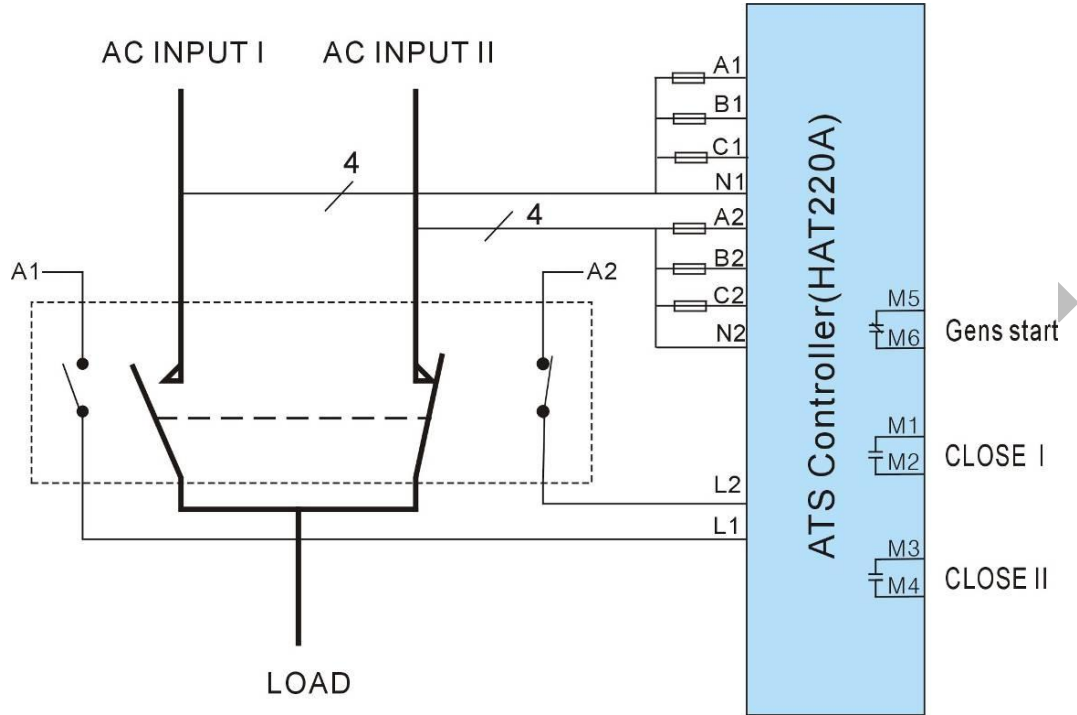 AC INPUT I
AC INPUT II
4
4
A1
B1
C1
N1
A2
B2
C2
N2
A1
A2
L2
L1
LOAD
ATS Controller(HAT220A)
M5
M6
Gens start
M1
M2
CLOSE I
M3
M4
CLOSE II